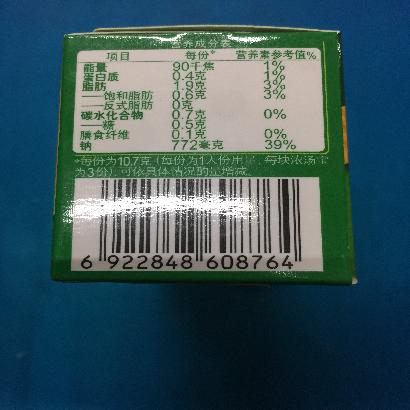 营养成分表
项目 每份* 营养素参考值%
能量 90千焦 1%
蛋白质 0.4克 1%
脂肪 1.9克 3%
——饱和脂肪 0.6克 3%
——反式脂肪 0克
碳水化合物 0.7克 0%
——糖 0.5克
膳食纤维 0.1克 0%
钠 772毫克 39%
*每份为10.7克(每份为1人份用量,每块浓汤宝
为3份),可依具体情况酌量增减。
6 922848 608764